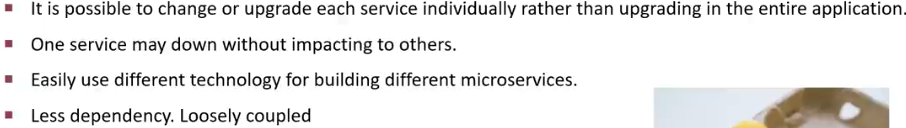 ▪ It is possible to change or upgrade each service individually rather than upgrading in the entire application.
▪ One service may down without impacting to others.
▪ Easily use different technology for building different microservices.
▪ Less dependency. Loosely coupled